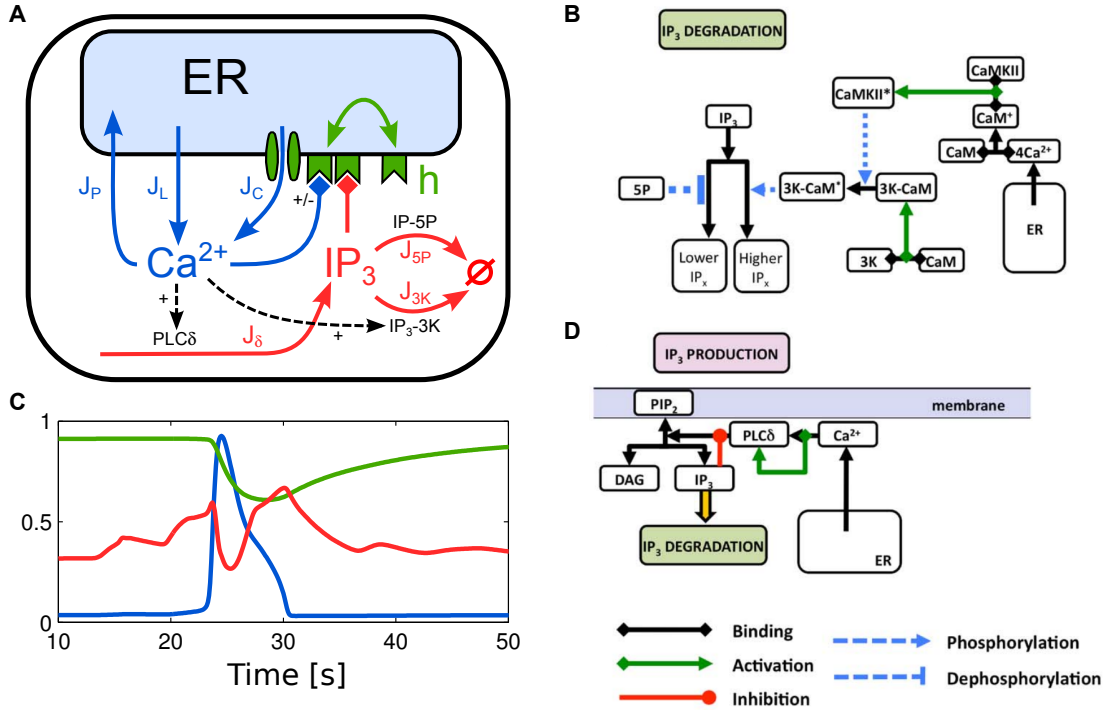 A
ER
h
J_P
J_L
J_C
+/-
Ca²⁺
IP₃
IP-5P
J_5P
Ø
J_3K
IP₃-3K
+
PLCδ
+
J_δ
B
IP₃ DEGRADATION
CaMKII
CaMKII*
IP₃
CaM⁺
CaM
4Ca²⁺
5P
3K-CaM*
3K-CaM
ER
Lower
IPₓ
Higher
IPₓ
3K
CaM
C
1
0.5
0
10
20
30
40
50
Time [s]
D
IP₃ PRODUCTION
PIP₂
membrane
PLCδ
Ca²⁺
DAG
IP₃
IP₃ DEGRADATION
ER
Binding
Activation
Inhibition
Phosphorylation
Dephosphorylation